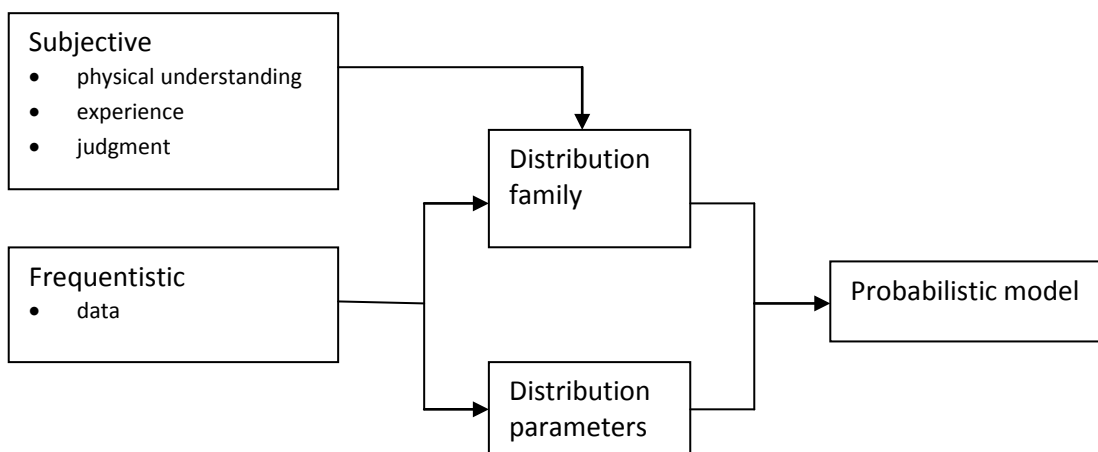 Subjective
• physical understanding
• experience
• judgment
Distribution
family
Frequentistic
• data
Probabilistic model
Distribution
parameters